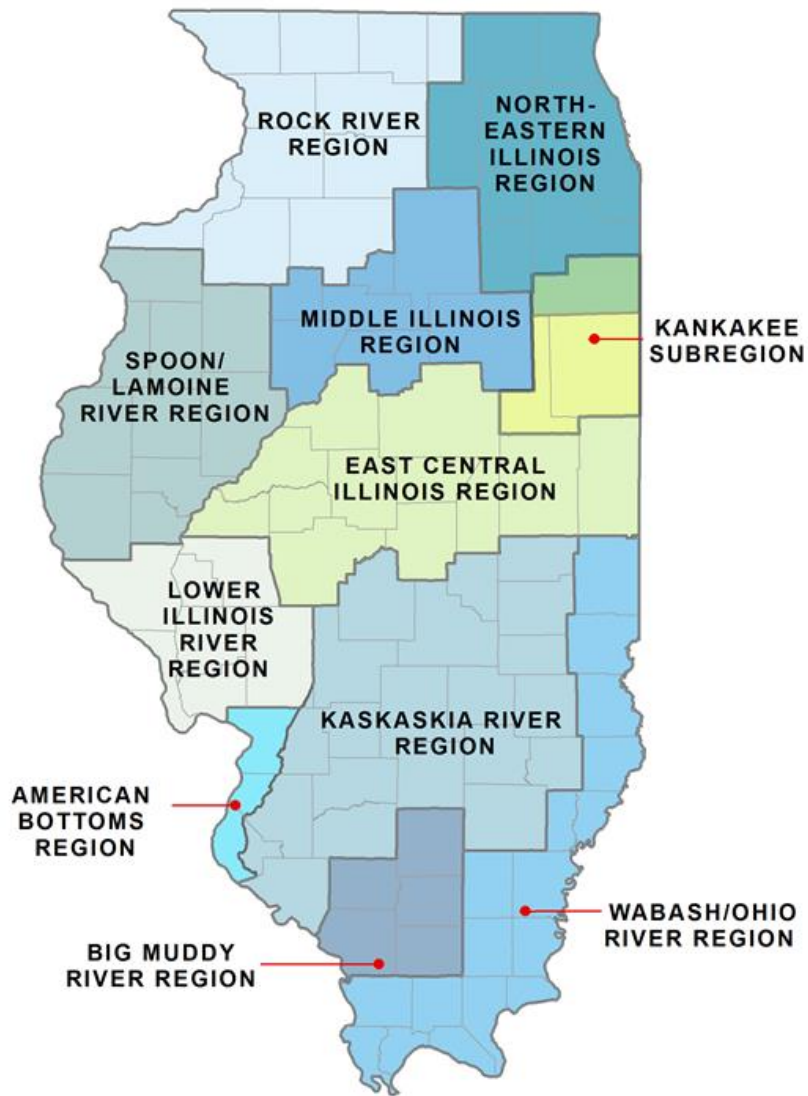 ROCK RIVER
REGION
NORTH-
EASTERN
ILLINOIS
REGION
MIDDLE ILLINOIS
REGION
KANKAKEE
SUBREGION
SPOON/
LAMOINE
RIVER REGION
EAST CENTRAL
ILLINOIS REGION
LOWER
ILLINOIS
RIVER
REGION
KASKASKIA RIVER
REGION
AMERICAN
BOTTOMS
REGION
WABASH/OHIO
RIVER REGION
BIG MUDDY
RIVER REGION